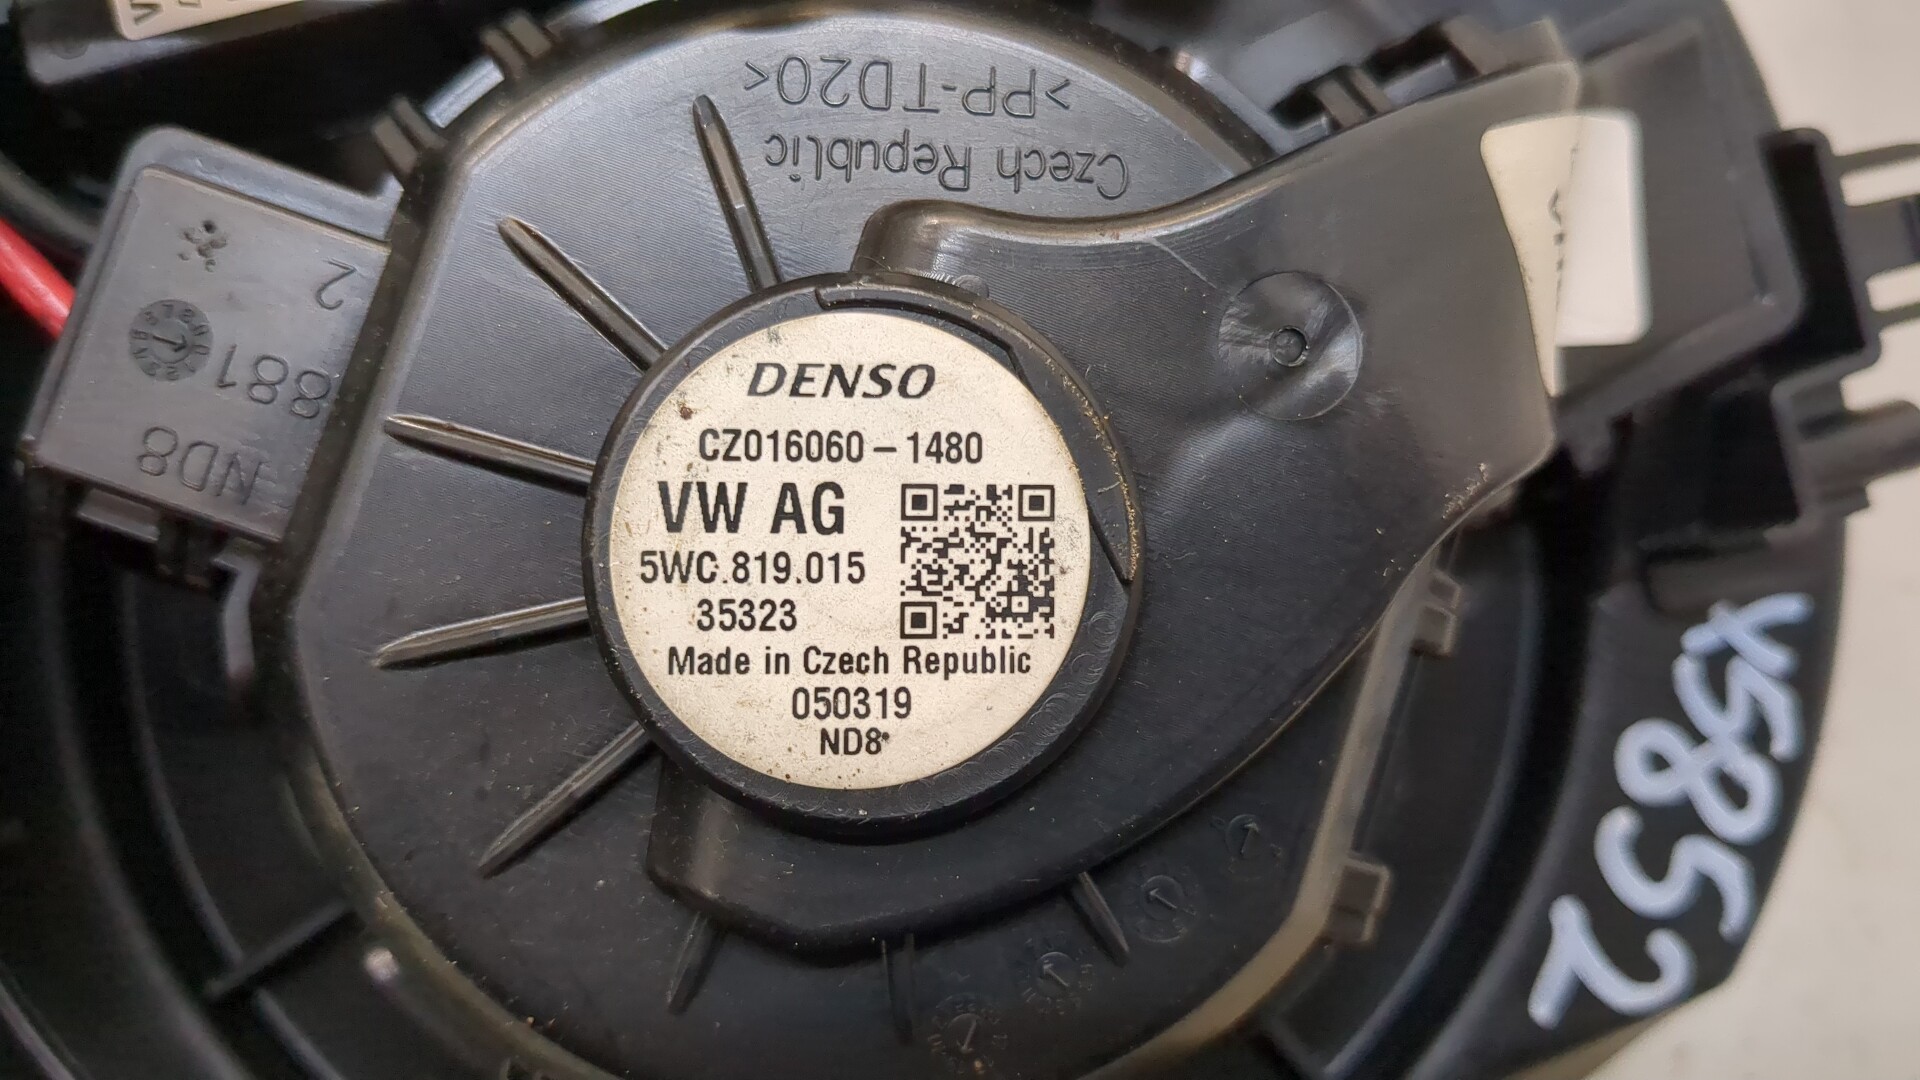 >PP-TD20<
Czech Republic
2
881
ND8
DENSO
CZ016060-1480
VW AG
5WC.819.015
35323
Made in Czech Republic
050319
ND8*
X5852